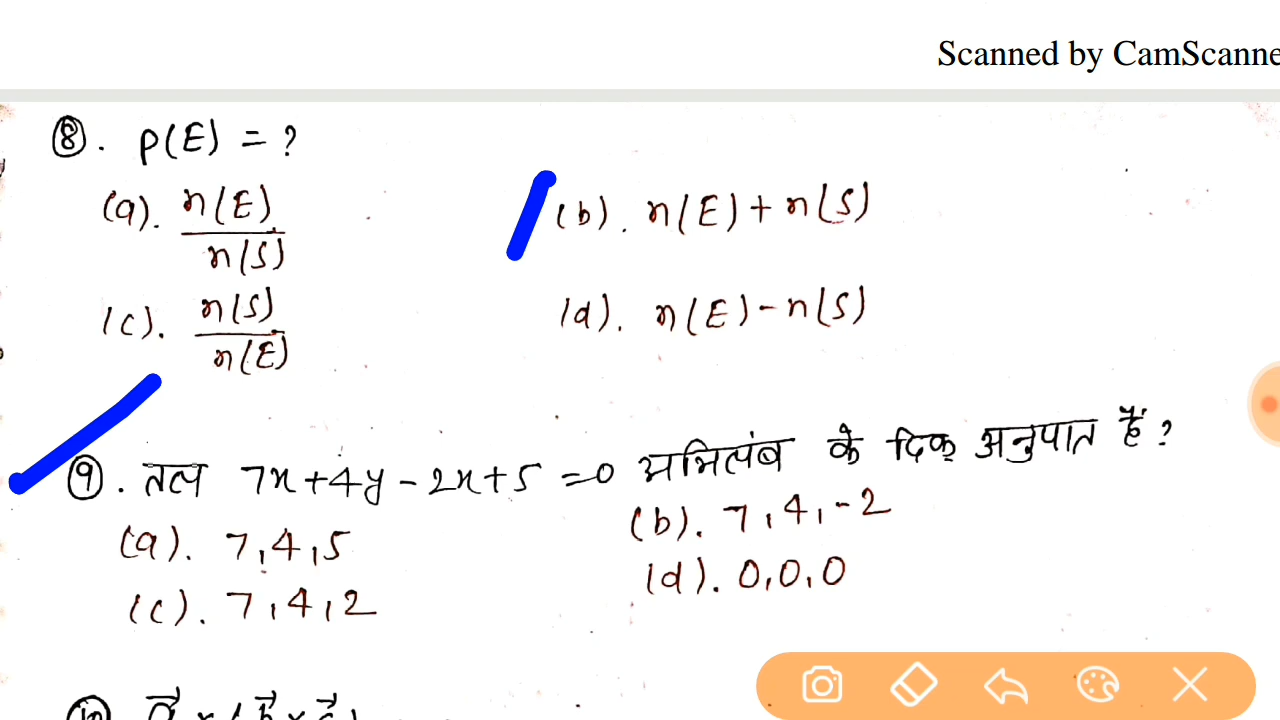 Scanned by CamScanne
⑧. P(E) = ?
(a). n(E)/n(S) (b). n(E) + n(S)
(c). n(S)/n(E) (d). n(E) - n(S)
⑨. तल 7x+4y-2x+5=0 अभिलंब के दिक् अनुपात हैं?
(a). 7,4,5 (b). 7,4,-2
(c). 7,4,2 (d). 0,0,0